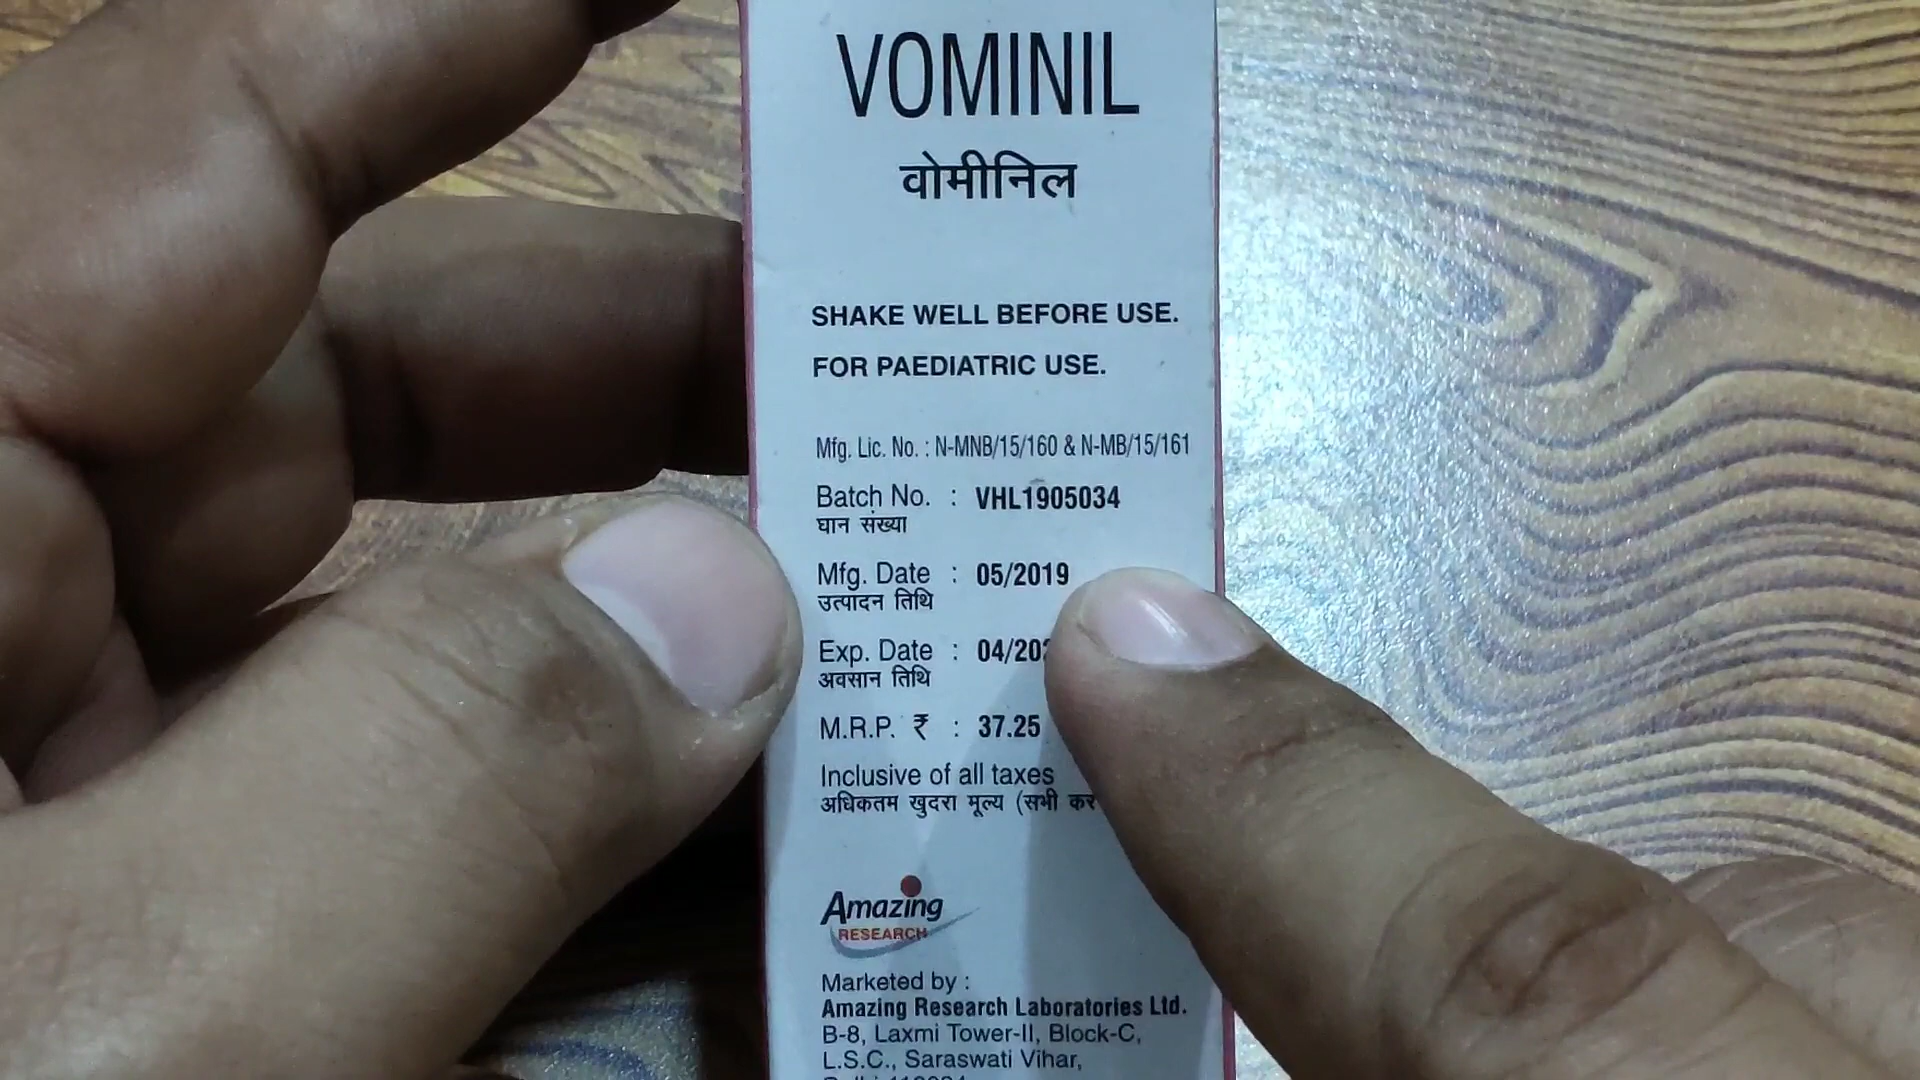 VOMINIL
वोमीनिल
SHAKE WELL BEFORE USE.
FOR PAEDIATRIC USE.
Mfg. Lic. No. : N-MNB/15/160 & N-MB/15/161
Batch No. : VHL1905034
घान संख्या
Mfg. Date : 05/2019
उत्पादन तिथि
Exp. Date :
अवसान तिथि
M.R.P. ₹ : 37.25
Inclusive of all taxes
अधिकतम खुदरा मूल्य (सभी कर
Amazing
RESEARCH
Marketed by :
Amazing Research Laboratories Ltd.
B-8, Laxmi Tower-II, Block-C,
L.S.C., Saraswati Vihar,